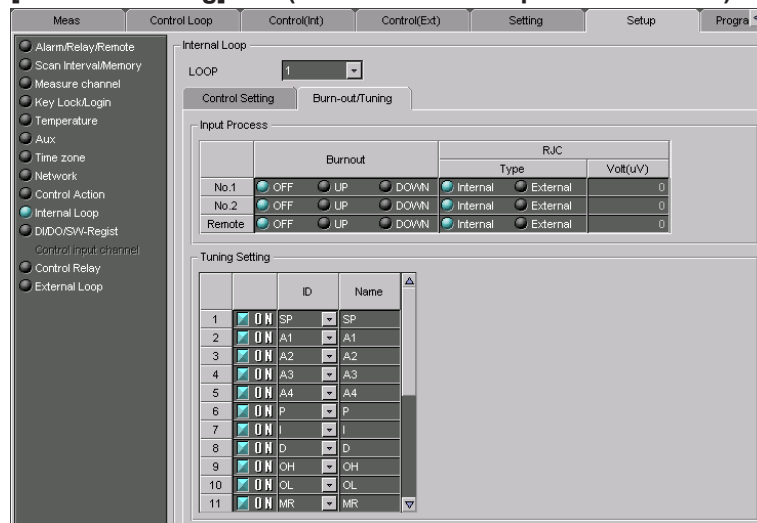 Meas Control Loop Control(Int) Control(Ext) Setting Setup Progra
Alarm/Relay/Remote
Scan Interval/Memory
Measure channel
Key Lock/Login
Temperature
Aux
Time zone
Network
Control Action
Internal Loop
DI/DO/SW-Regist
Control input channel
Control Relay
External Loop
Internal Loop
LOOP 1
Control Setting Burn-out/Tuning
Input Process
Burnout RJC
Type Volt(uV)
No.1 OFF UP DOWN Internal External 0
No.2 OFF UP DOWN Internal External 0
Remote OFF UP DOWN Internal External 0
Tuning Setting
ID Name
1 ON SP SP
2 ON A1 A1
3 ON A2 A2
4 ON A3 A3
5 ON A4 A4
6 ON P P
7 ON I I
8 ON D D
9 ON OH OH
10 ON OL OL
11 ON MR MR